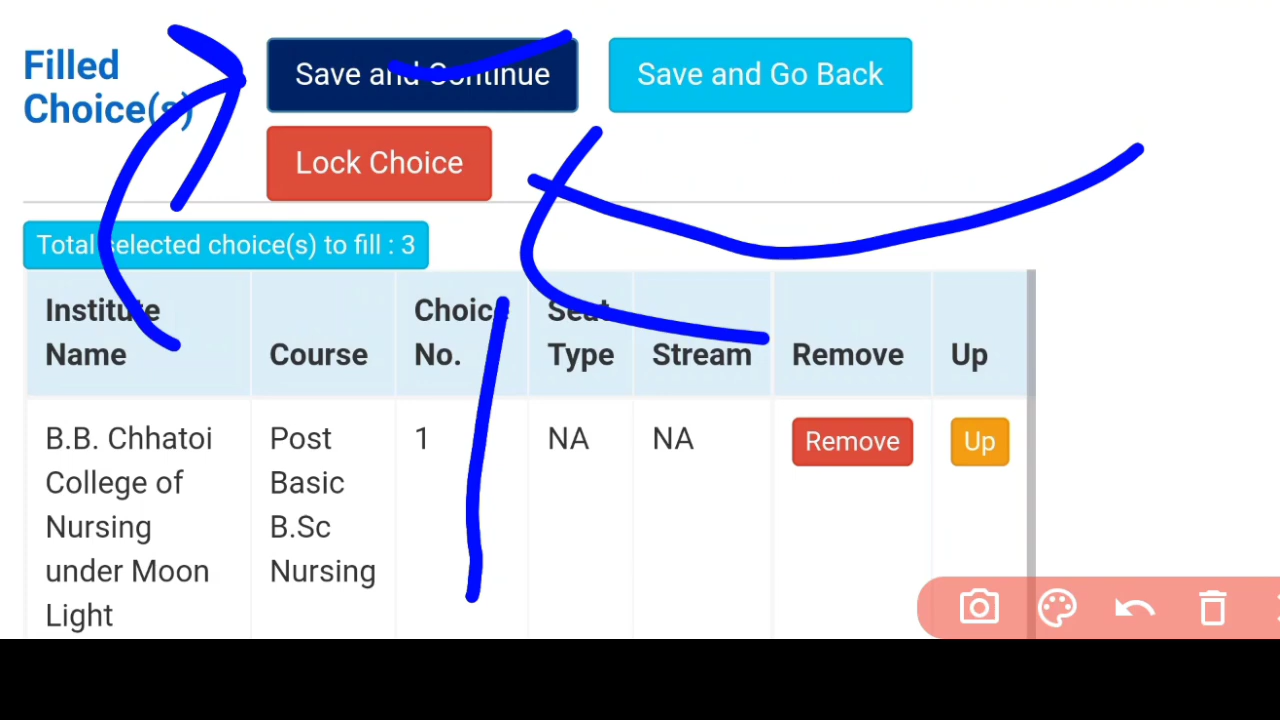 Filled
Choice(s)
Save and Continue
Save and Go Back
Lock Choice
Total selected choice(s) to fill : 3
Institute Name
Course
Choice No.
Seat Type
Stream
Remove
Up
B.B. Chhatoi
College of
Nursing
under Moon
Light
Post
Basic
B.Sc
Nursing
1
NA
NA
Remove
Up